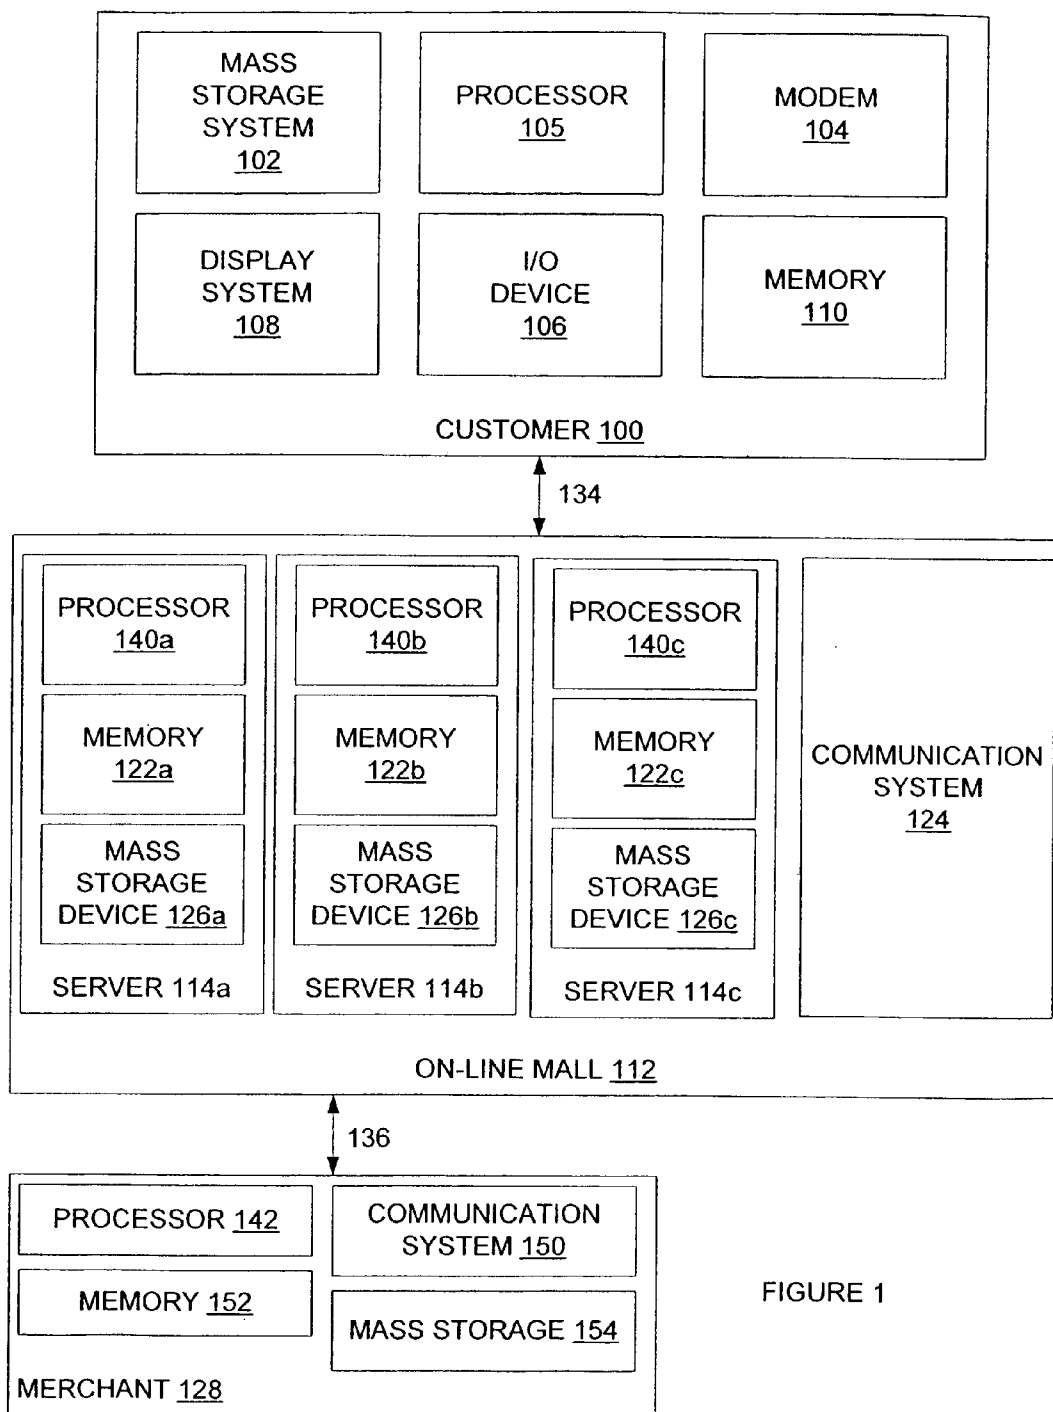 MASS
STORAGE
SYSTEM
102
PROCESSOR
105
MODEM
104
DISPLAY
SYSTEM
108
I/O
DEVICE
106
MEMORY
110
CUSTOMER 100
134
PROCESSOR
140a
MEMORY
122a
MASS
STORAGE
DEVICE 126a
SERVER 114a
PROCESSOR
140b
MEMORY
122b
MASS
STORAGE
DEVICE 126b
SERVER 114b
PROCESSOR
140c
MEMORY
122c
MASS
STORAGE
DEVICE 126c
SERVER 114c
COMMUNICATION
SYSTEM
124
ON-LINE MALL 112
136
PROCESSOR 142
COMMUNICATION
SYSTEM 150
MEMORY 152
MASS STORAGE 154
MERCHANT 128
FIGURE 1